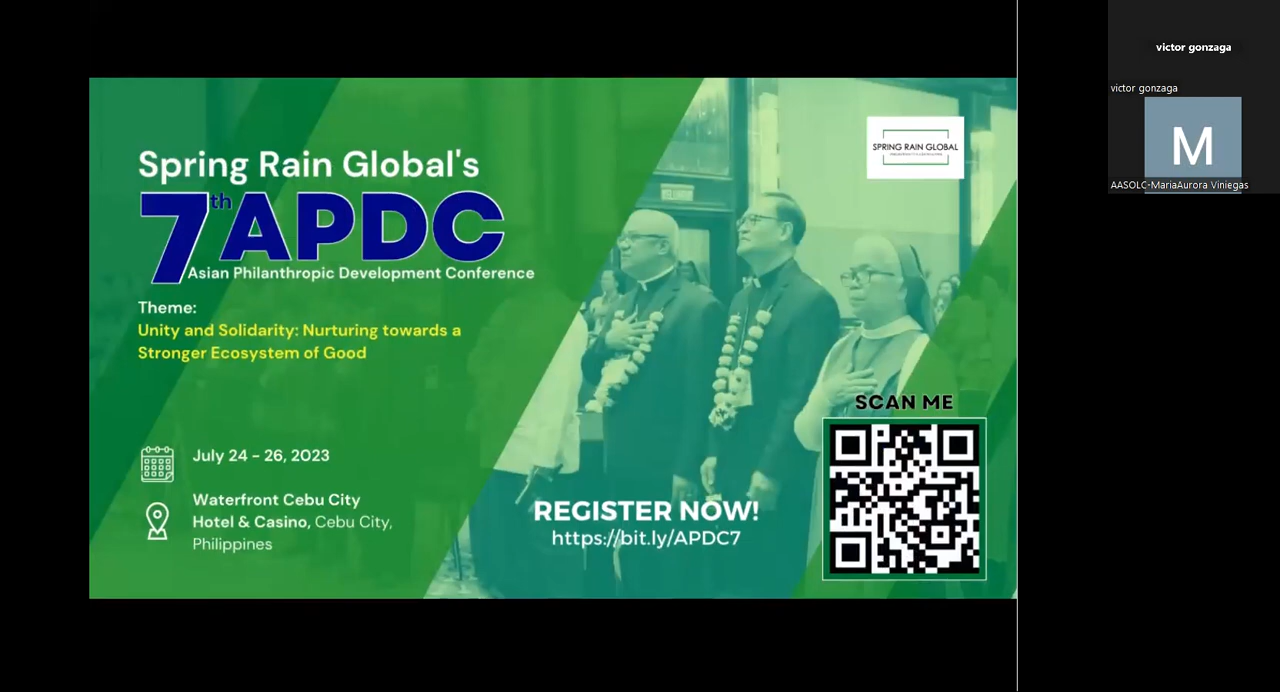 Spring Rain Global's
7th APDC
Asian Philanthropic Development Conference
Theme:
Unity and Solidarity: Nurturing towards a
Stronger Ecosystem of Good
July 24 - 26, 2023
Waterfront Cebu City
Hotel & Casino, Cebu City,
Philippines
REGISTER NOW!
https://bit.ly/APDC7
SPRING RAIN GLOBAL
SCAN ME
victor gonzaga
victor gonzaga
M
AASOLC-MariaAurora Viniegas